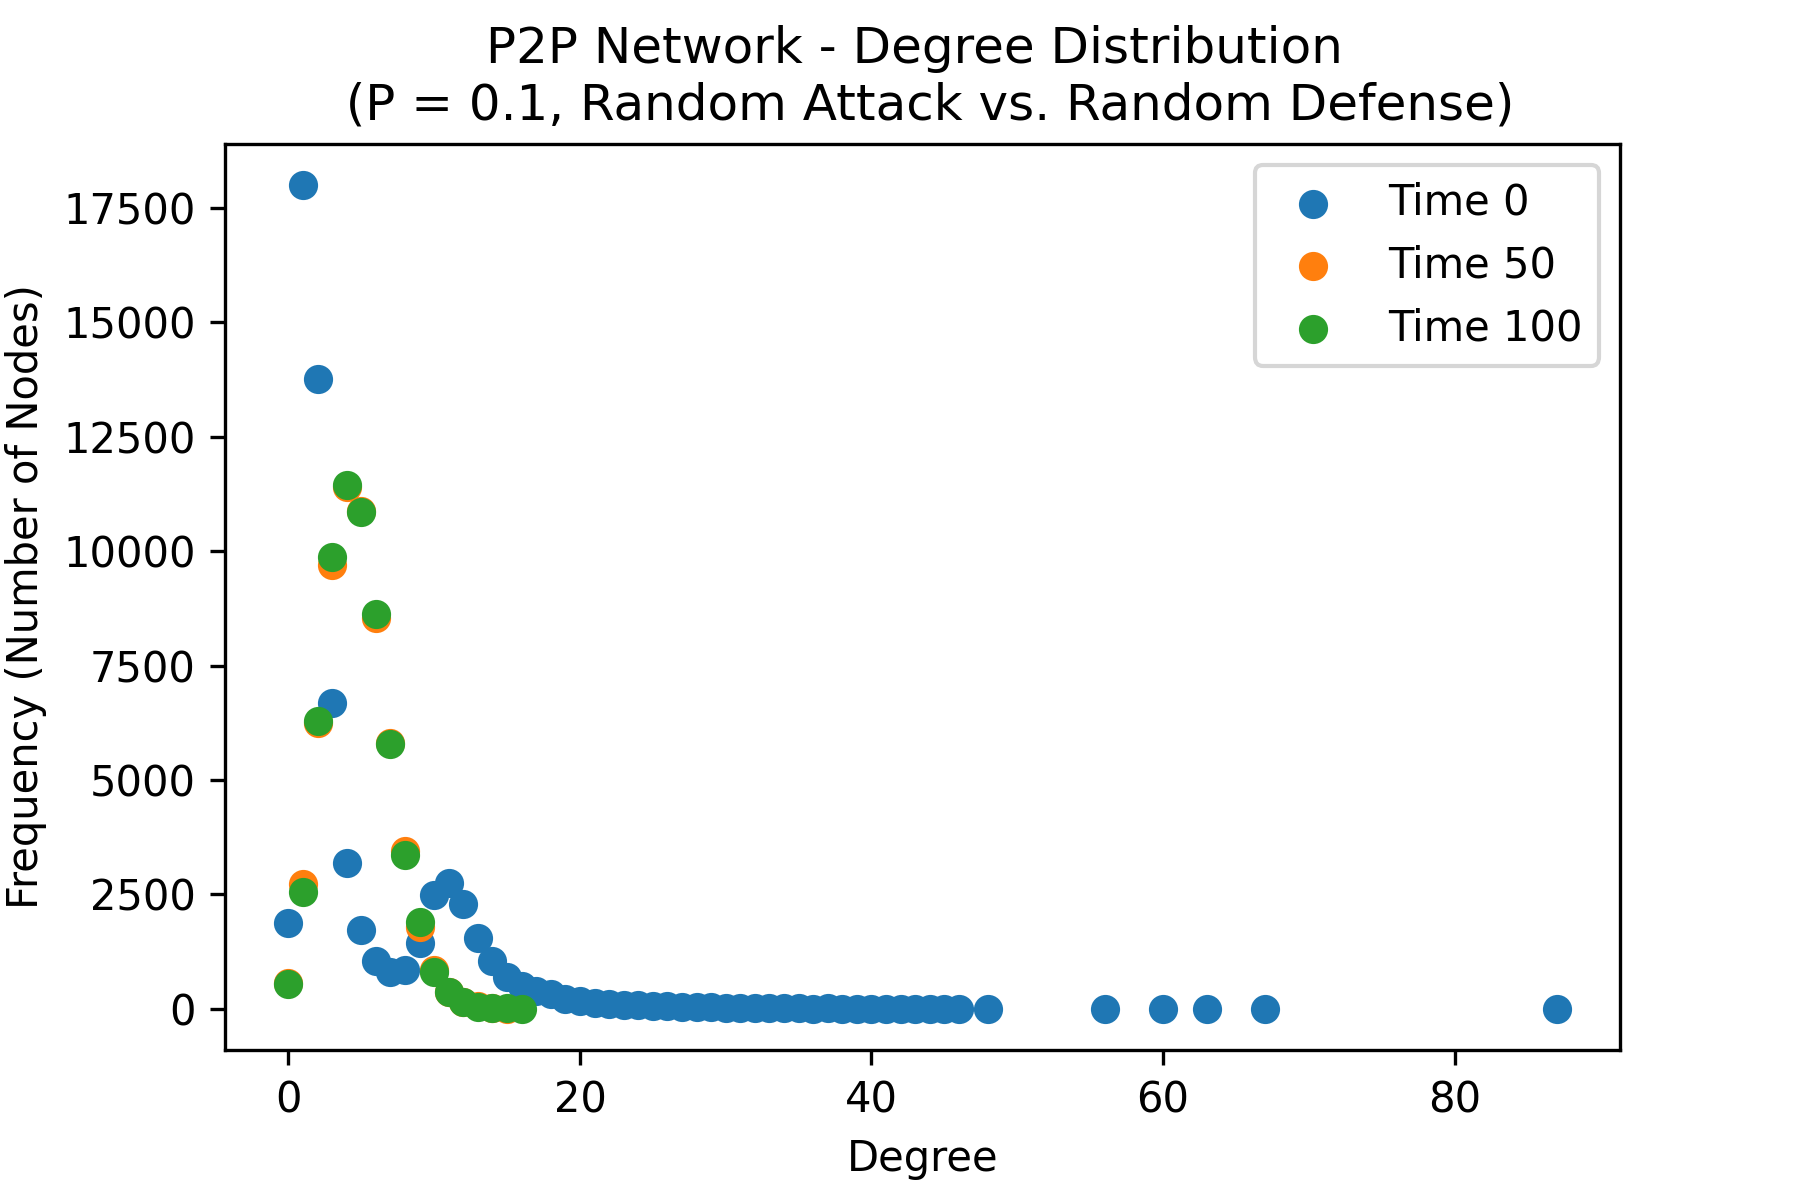 P2P Network - Degree Distribution
(P = 0.1, Random Attack vs. Random Defense)
Time 0
Time 50
Time 100
Frequency (Number of Nodes)
17500
15000
12500
10000
7500
5000
2500
0
0 20 40 60 80
Degree